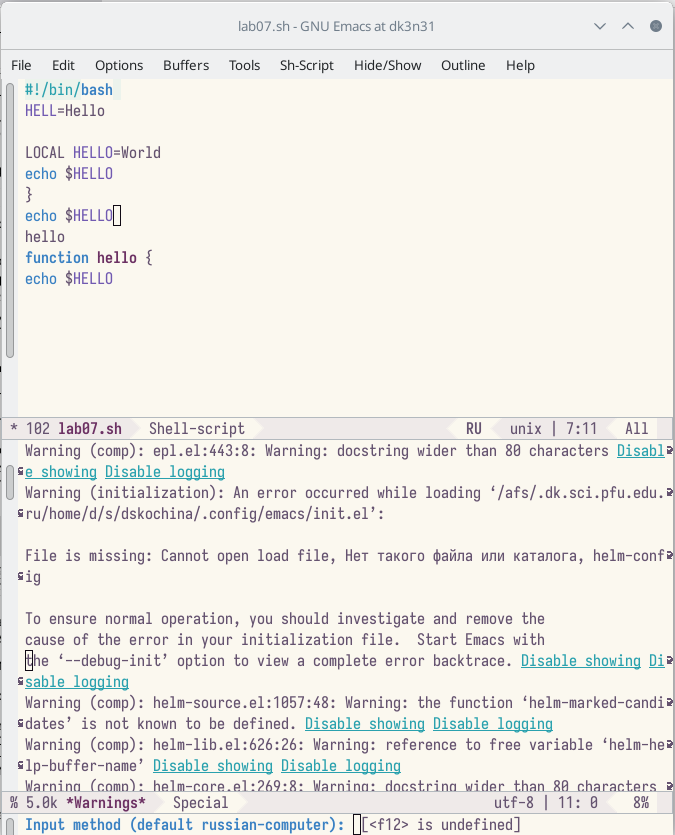 lab07.sh - GNU Emacs at dk3n31
File Edit Options Buffers Tools Sh-Script Hide/Show Outline Help
#!/bin/bash
HELL=Hello
LOCAL HELLO=World
echo $HELLO
}
echo $HELLO
hello
function hello {
echo $HELLO
* 102 lab07.sh Shell-script RU unix | 7:11 All
Warning (comp): epl.el:443:8: Warning: docstring wider than 80 characters Disabl
e showing Disable logging
Warning (initialization): An error occurred while loading ‘/afs/.dk.sci.pfu.edu.
ru/home/d/s/dskochina/.config/emacs/init.el’:
File is missing: Cannot open load file, Нет такого файла или каталога, helm-conf
ig
To ensure normal operation, you should investigate and remove the
cause of the error in your initialization file.  Start Emacs with
the ‘--debug-init’ option to view a complete error backtrace. Disable showing Di
sable logging
Warning (comp): helm-source.el:1057:48: Warning: the function ‘helm-marked-candi
dates’ is not known to be defined. Disable showing Disable logging
Warning (comp): helm-lib.el:626:26: Warning: reference to free variable ‘helm-he
lp-buffer-name’ Disable showing Disable logging
Warning (comp): helm-core.el:269:8: Warning: docstring wider than 80 characters
% 5.0k *Warnings* Special utf-8 | 11: 0 8%
Input method (default russian-computer): [<f12> is undefined]